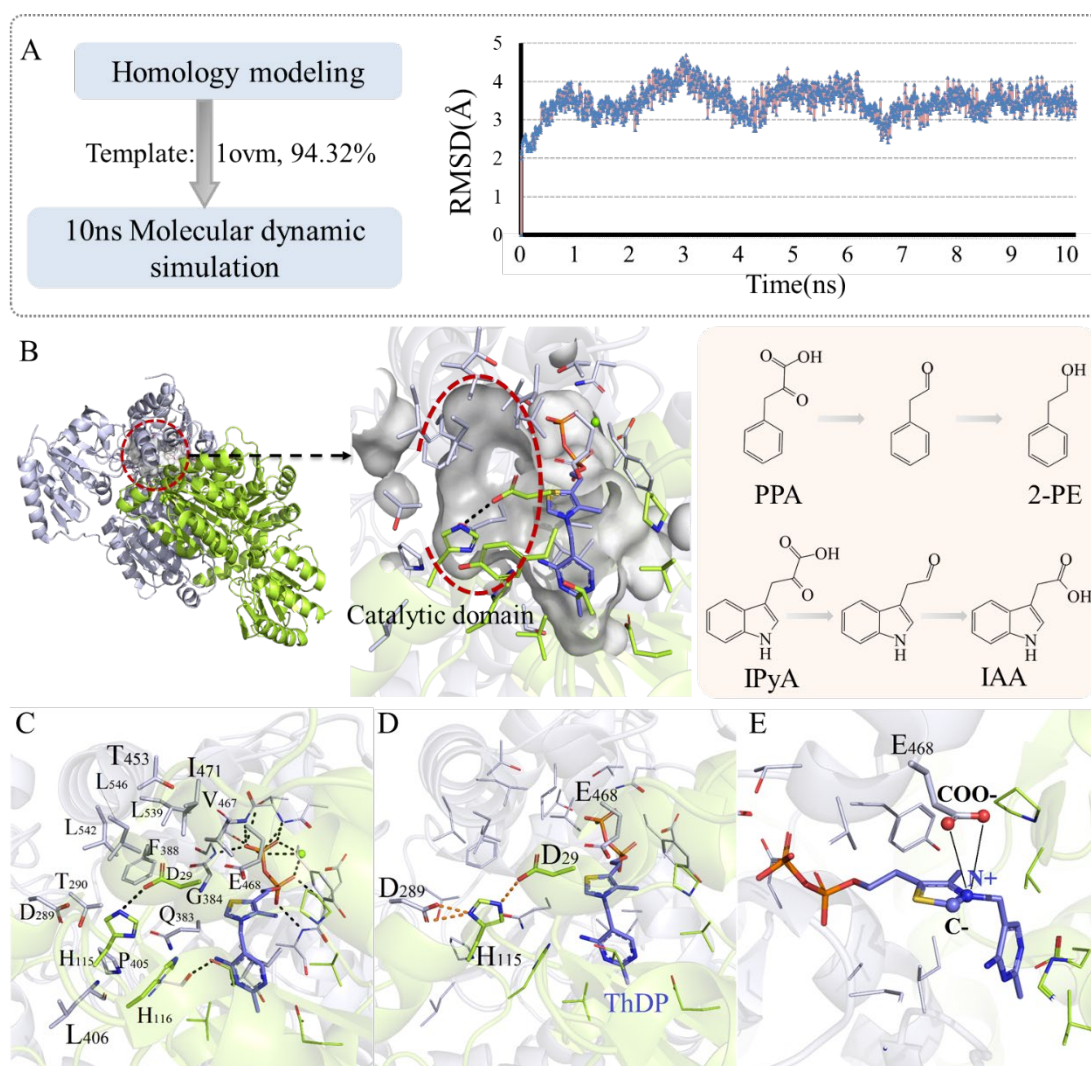 A
Homology modeling
Template: 1ovm, 94.32%
10ns Molecular dynamic
simulation
RMSD(Å)
5
4
3
2
1
0
0 1 2 3 4 5 6 7 8 9 10
Time(ns)
B
Catalytic domain
O
OH
O
O
OH
PPA
2-PE
O
OH
O
N
H
O
N
H
O
OH
N
H
IPyA
IAA
C
T453
I471
L546
L539
V467
L542
F388
D29
E468
G384
T290
D289
Q383
H115
P405
H116
L406
D
E468
D29
D289
H115
ThDP
E
E468
COO-
N+
C-